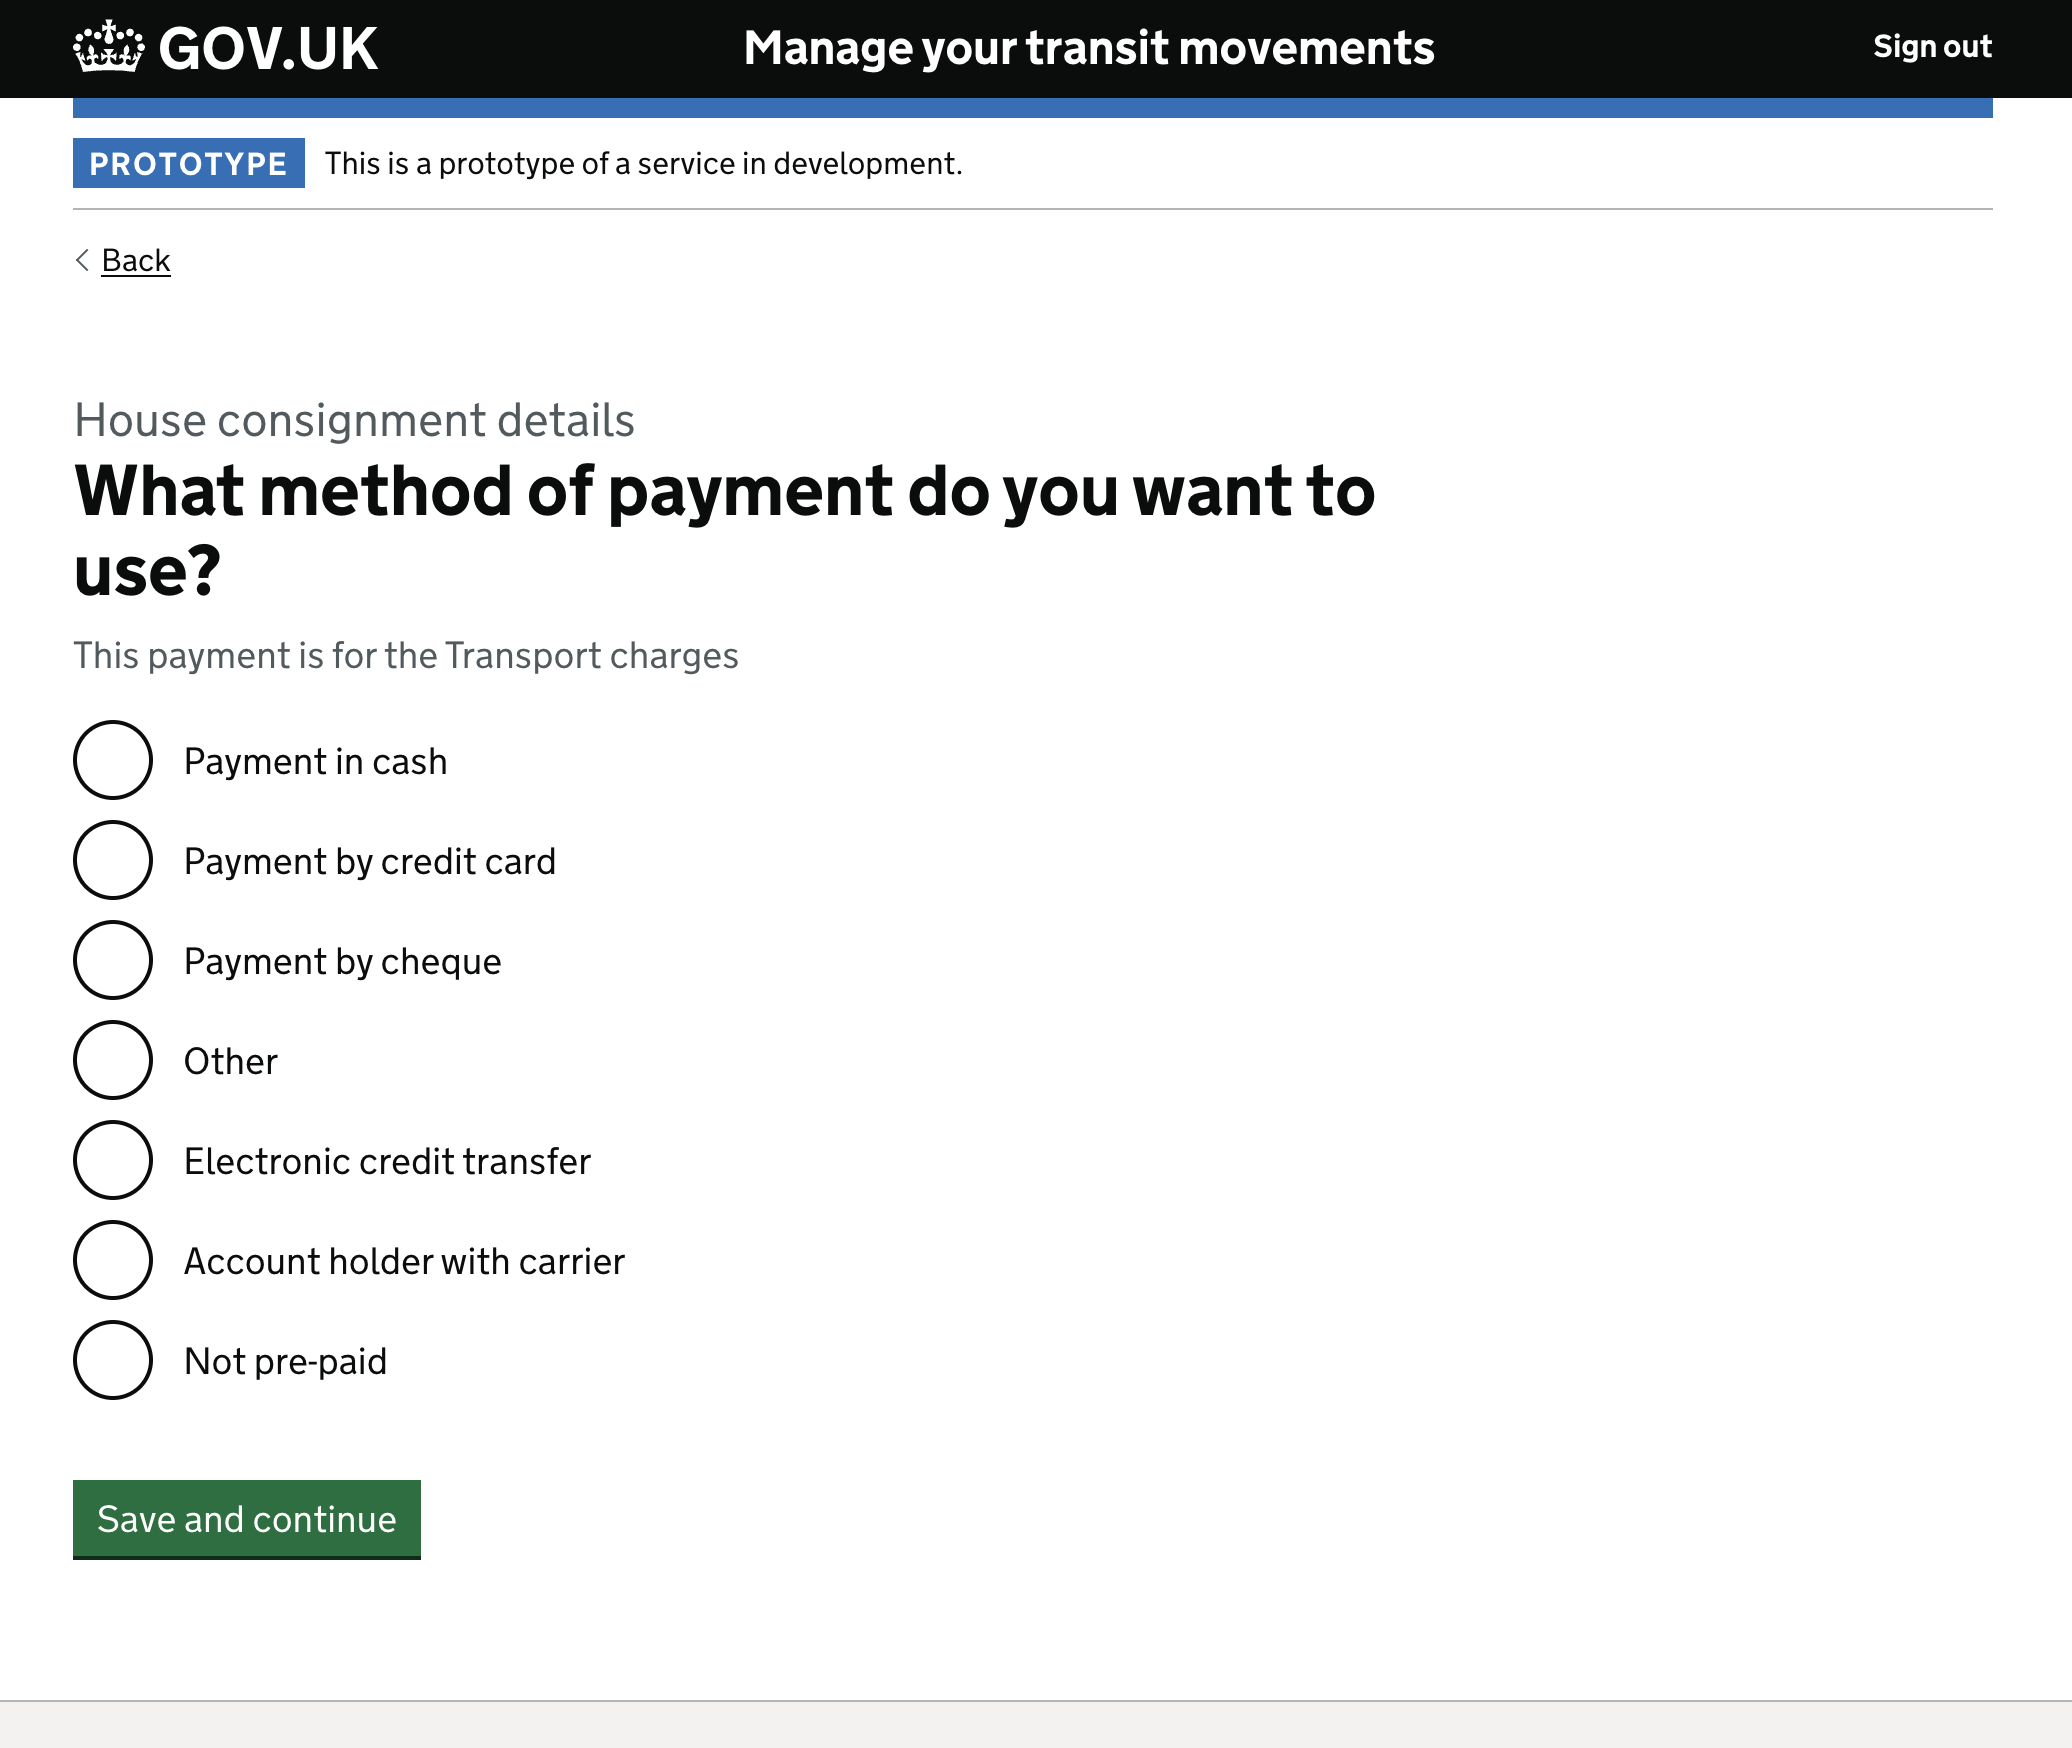 GOV.UK
Manage your transit movements
Sign out
PROTOTYPE This is a prototype of a service in development.
Back
House consignment details
What method of payment do you want to
use?
This payment is for the Transport charges
Payment in cash
Payment by credit card
Payment by cheque
Other
Electronic credit transfer
Account holder with carrier
Not pre-paid
Save and continue